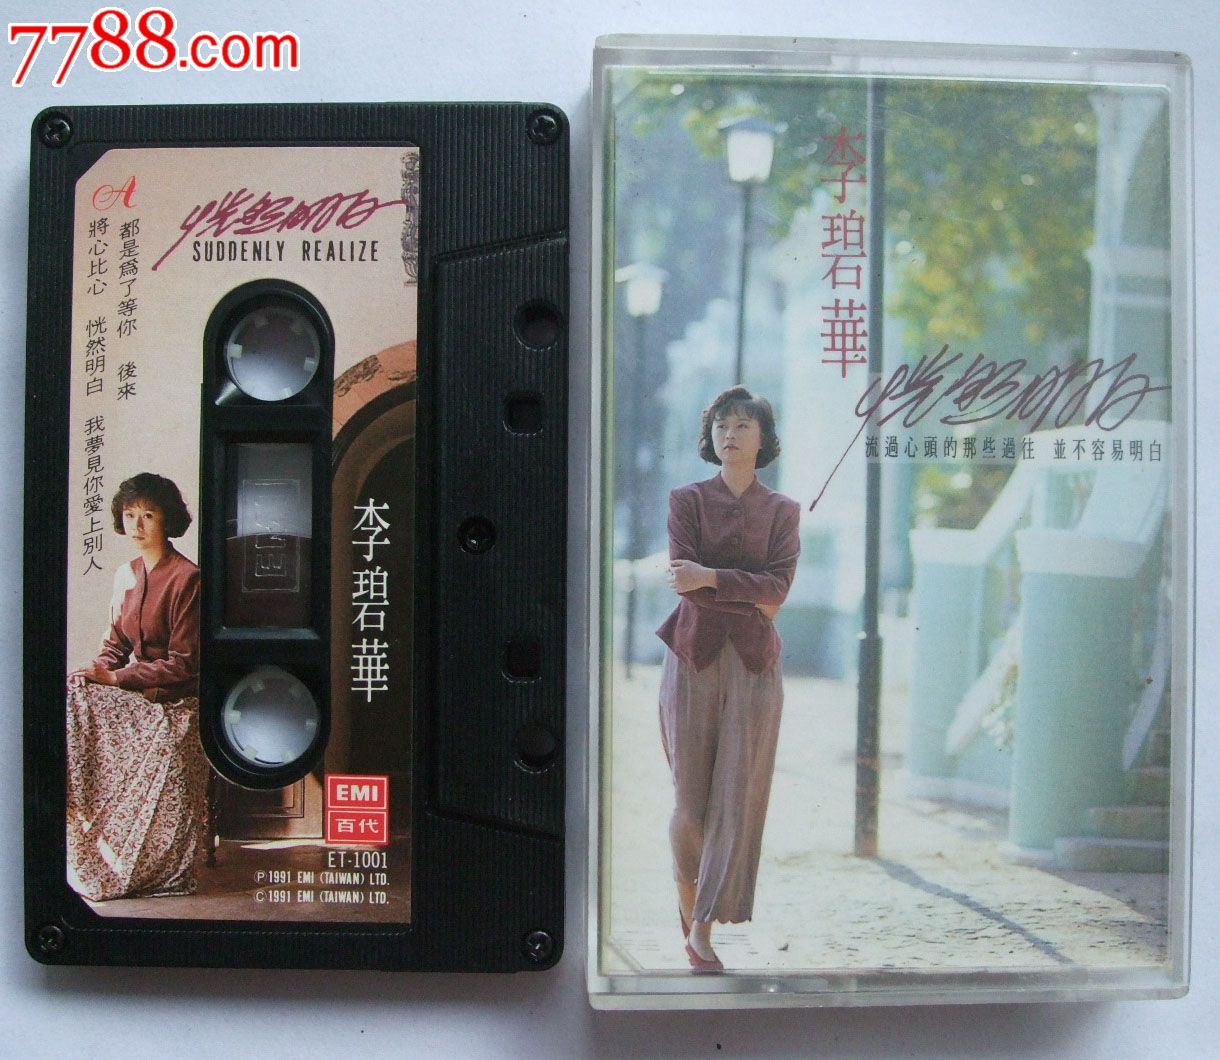 7788.com
A
恍然明白
SUDDENLY REALIZE
都是為了等你 後來
將心比心 恍然明白 我夢見你愛上別人
李碧華
EMI
百代
ET-1001
Ⓟ 1991 EMI (TAIWAN) LTD.
© 1991 EMI (TAIWAN) LTD.
EMI
李碧華
恍然明白
流過心頭的那些過往 並不容易明白